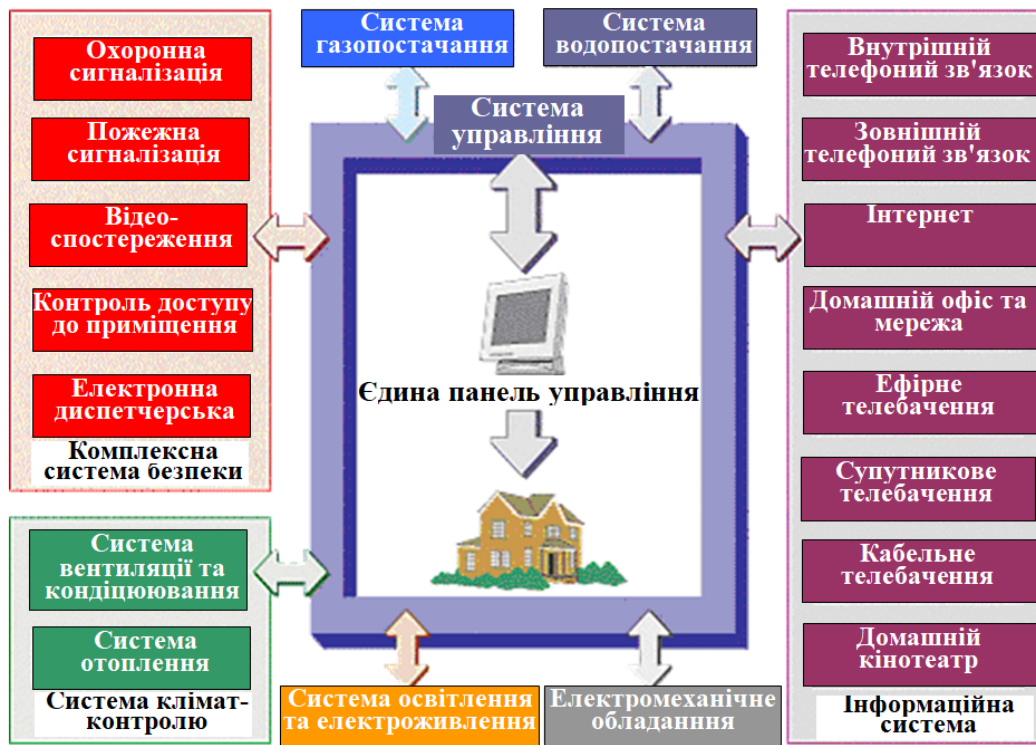 Охоронна
сигналізація
Пожежна
сигналізація
Відео-
спостереження
Контроль доступу
до приміщення
Електронна
диспетчерська
Комплексна
система безпеки
Система
вентиляції та
кондіцюювання
Система
отоплення
Система клімат-
контролю
Система
газопостачання
Система
водопостачання
Система
управління
Єдина панель управління
Система освітлення
та електроживлення
Електромеханічне
обладанння
Внутрішній
телефоний зв'язок
Зовнішній
телефоний зв'язок
Інтернет
Домашній офіс та
мережа
Ефірне
телебачення
Супутникове
телебачення
Кабельне
телебачення
Домашній
кінотеатр
Інформаційна
система